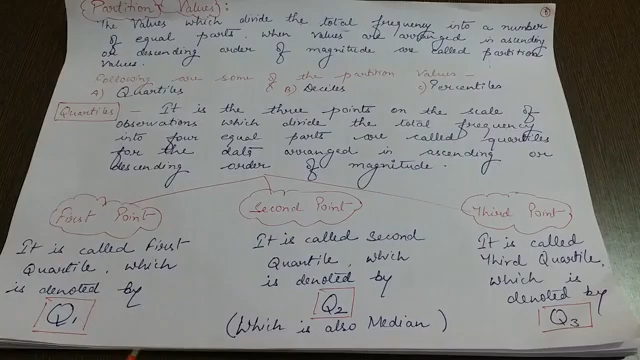 Partition Values :
The Values which divide the total frequency into a number
of equal parts, when values are arranged in ascending
or descending order of magnitude are called partition
values.
Following are some of the partition values -
A) Quartiles B) Deciles C) Percentiles
Quartiles - It is the three points on the scale of
observations which divide the total frequency
into four equal parts are called quartiles
for the data arranged in ascending or
descending order of magnitude.
First Point Second Point Third Point
It is called first
Quartile, which
is denoted by
Q1
It is called second
Quartile, which
is denoted by
Q2
(Which is also Median)
It is called
Third Quartile,
which is
denoted by
Q3